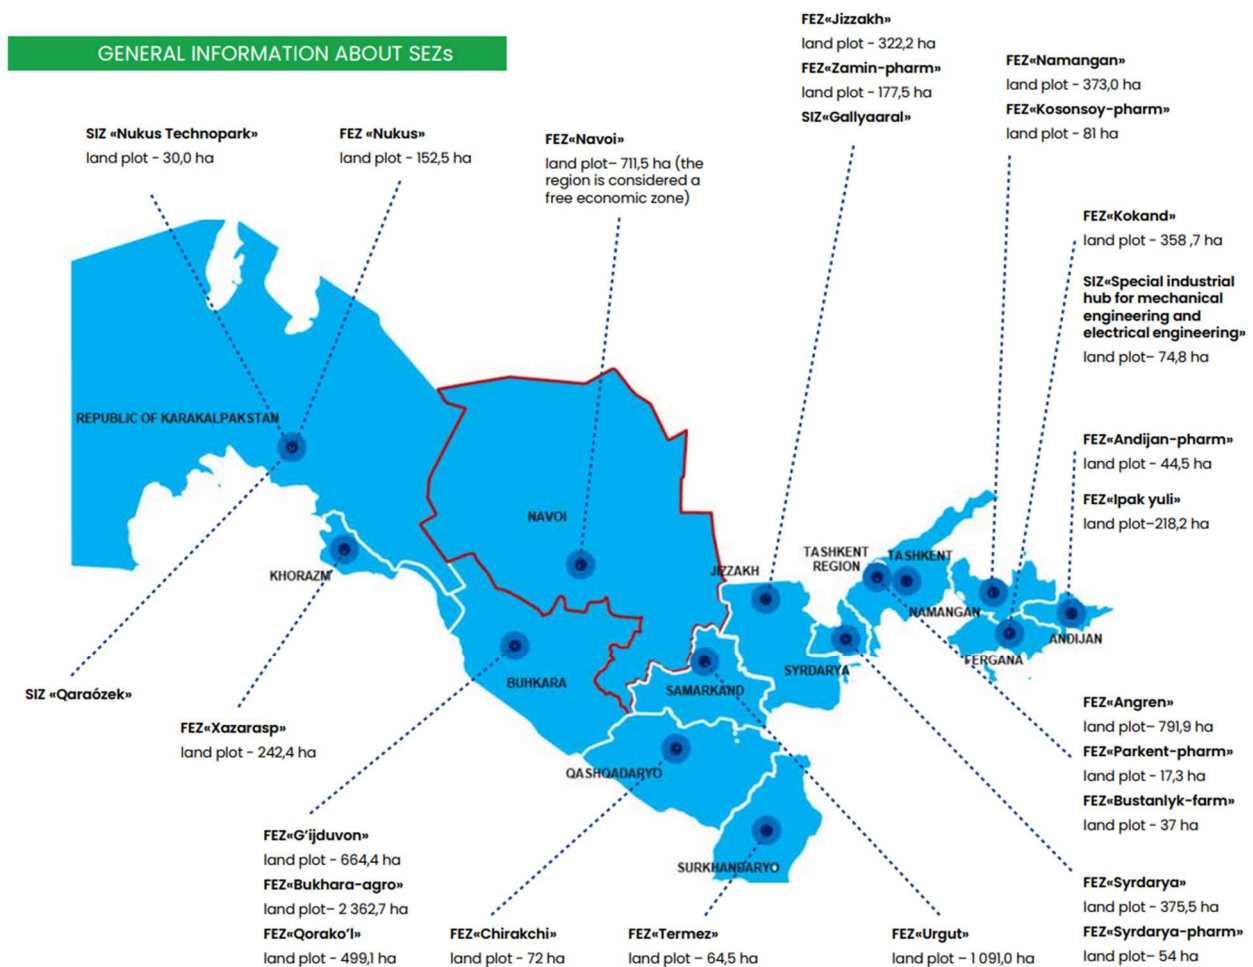 GENERAL INFORMATION ABOUT SEZs
FEZ«Jizzakh»
land plot - 322,2 ha
FEZ«Zamin-pharm»
land plot - 177,5 ha
SIZ«Gallyaaral»
FEZ«Namangan»
land plot - 373,0 ha
FEZ«Kosonsoy-pharm»
land plot - 81 ha
SIZ «Nukus Technopark»
land plot - 30,0 ha
FEZ «Nukus»
land plot - 152,5 ha
FEZ«Navoi»
land plot– 711,5 ha (the
region is considered a
free economic zone)
FEZ«Kokand»
land plot - 358 ,7 ha
SIZ«Special industrial
hub for mechanical
engineering and
electrical engineering»
land plot– 74,8 ha
FEZ«Andijan-pharm»
land plot - 44,5 ha
FEZ«Ipak yuli»
land plot–218,2 ha
REPUBLIC OF KARAKALPAKSTAN
NAVOI
KHORAZM
JIZZAKH
TASHKENT
REGION
TASHKENT
NAMANGAN
ANDIJAN
FERGANA
SYRDARYA
BUHKARA
SAMARKAND
QASHQADARYO
SURKHANDARYO
SIZ «Qaraózek»
FEZ«Xazarasp»
land plot - 242,4 ha
FEZ«Angren»
land plot– 791,9 ha
FEZ«Parkent-pharm»
land plot - 17,3 ha
FEZ«Bustanlyk-farm»
land plot - 37 ha
FEZ«G'ijduvon»
land plot - 664,4 ha
FEZ«Bukhara-agro»
land plot– 2 362,7 ha
FEZ«Qorako'l»
land plot - 499,1 ha
FEZ«Chirakchi»
land plot - 72 ha
FEZ«Termez»
land plot - 64,5 ha
FEZ«Urgut»
land plot - 1 091,0 ha
FEZ«Syrdarya»
land plot - 375,5 ha
FEZ«Syrdarya-pharm»
land plot– 54 ha